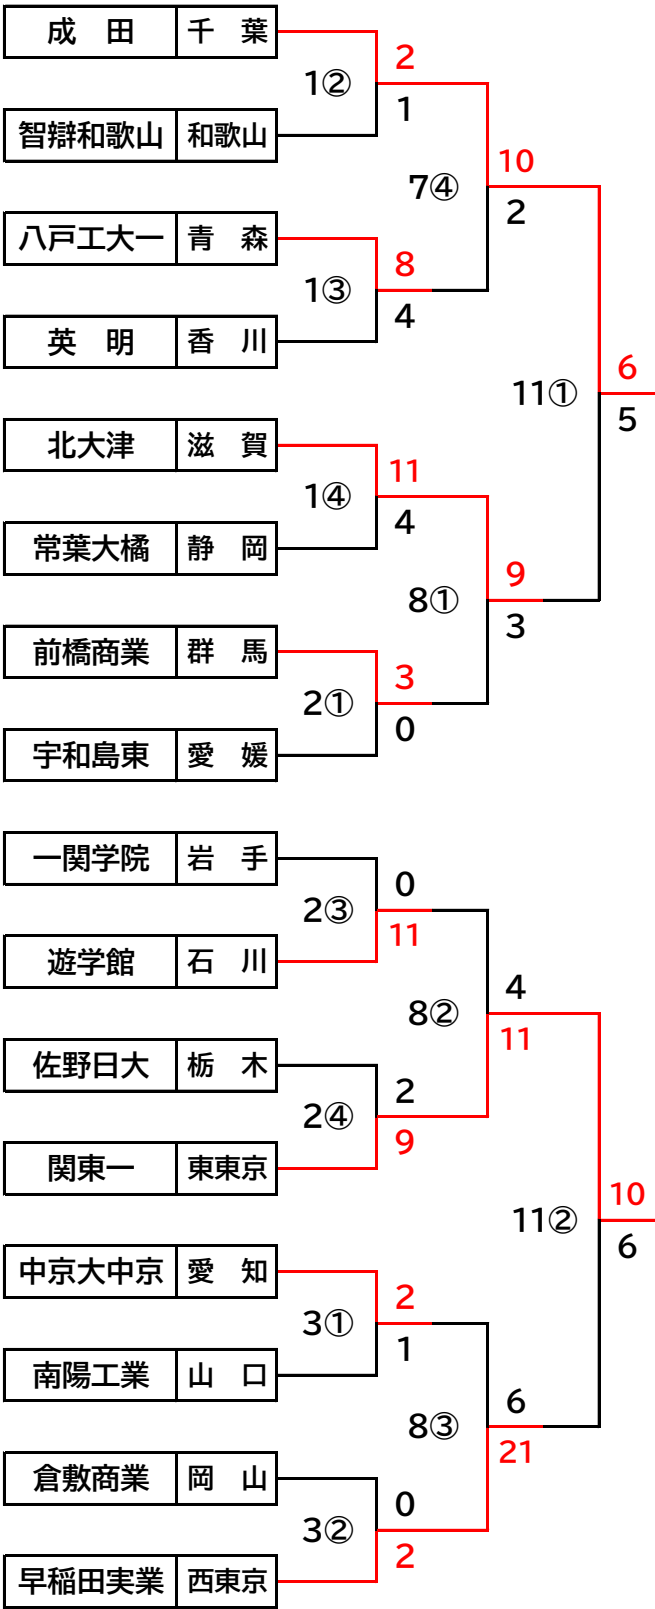 成　田 千　葉
2
1②
1
智辯和歌山 和歌山
10
7④
2
八戸工大一 青　森
8
1③
4
英　明 香　川
6
11①
5
北大津 滋　賀
11
1④
4
常葉大橘 静　岡
9
8①
3
前橋商業 群　馬
3
2①
0
宇和島東 愛　媛
一関学院 岩　手
0
2③
11
遊学館 石　川
4
8②
11
佐野日大 栃　木
2
2④
9
関東一 東東京
10
11②
6
中京大中京 愛　知
2
3①
1
南陽工業 山　口
6
8③
21
倉敷商業 岡　山
0
3②
2
早稲田実業 西東京